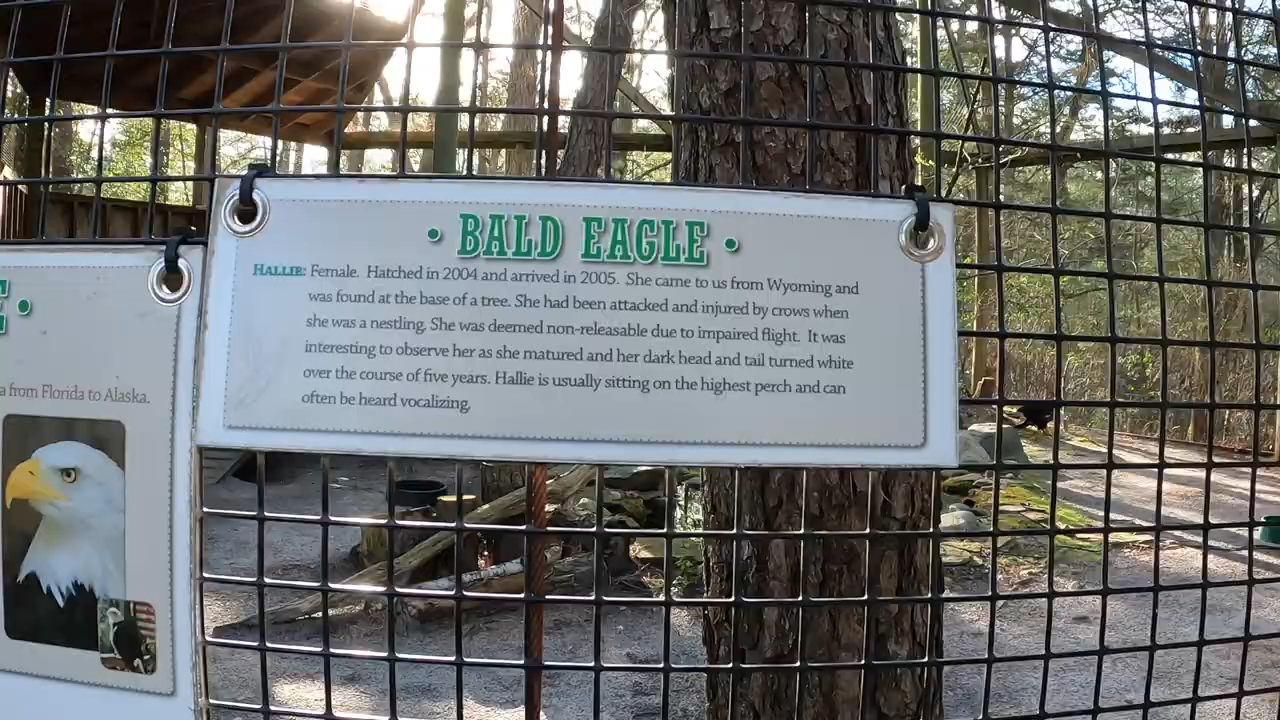 • BALD EAGLE •
HALLIE: Female. Hatched in 2004 and arrived in 2005. She came to us from Wyoming and
was found at the base of a tree. She had been attacked and injured by crows when
she was a nestling. She was deemed non-releasable due to impaired flight. It was
interesting to observe her as she matured and her dark head and tail turned white
over the course of five years. Hallie is usually sitting on the highest perch and can
often be heard vocalizing.
E •
a from Florida to Alaska.